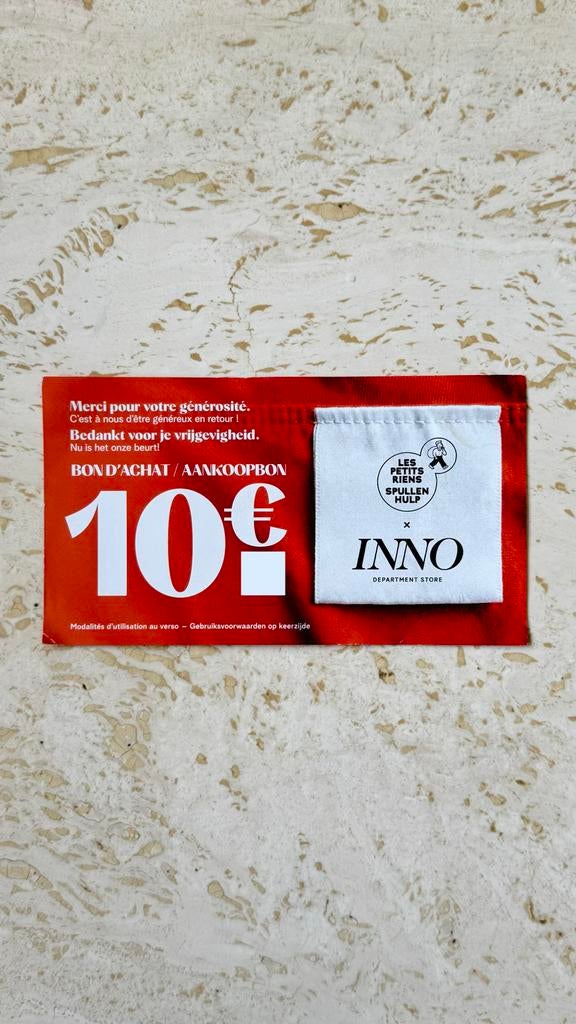 Merci pour votre générosité.
C'est à nous d'être généreux en retour !
Bedankt voor je vrijgevigheid.
Nu is het onze beurt!
BON D'ACHAT / AANKOOPBON
10€
Modalités d'utilisation au verso – Gebruiksvoorwaarden op keerzijde
LES
PETITS
RIENS
SPULLEN
HULP
×
INNO
DEPARTMENT STORE